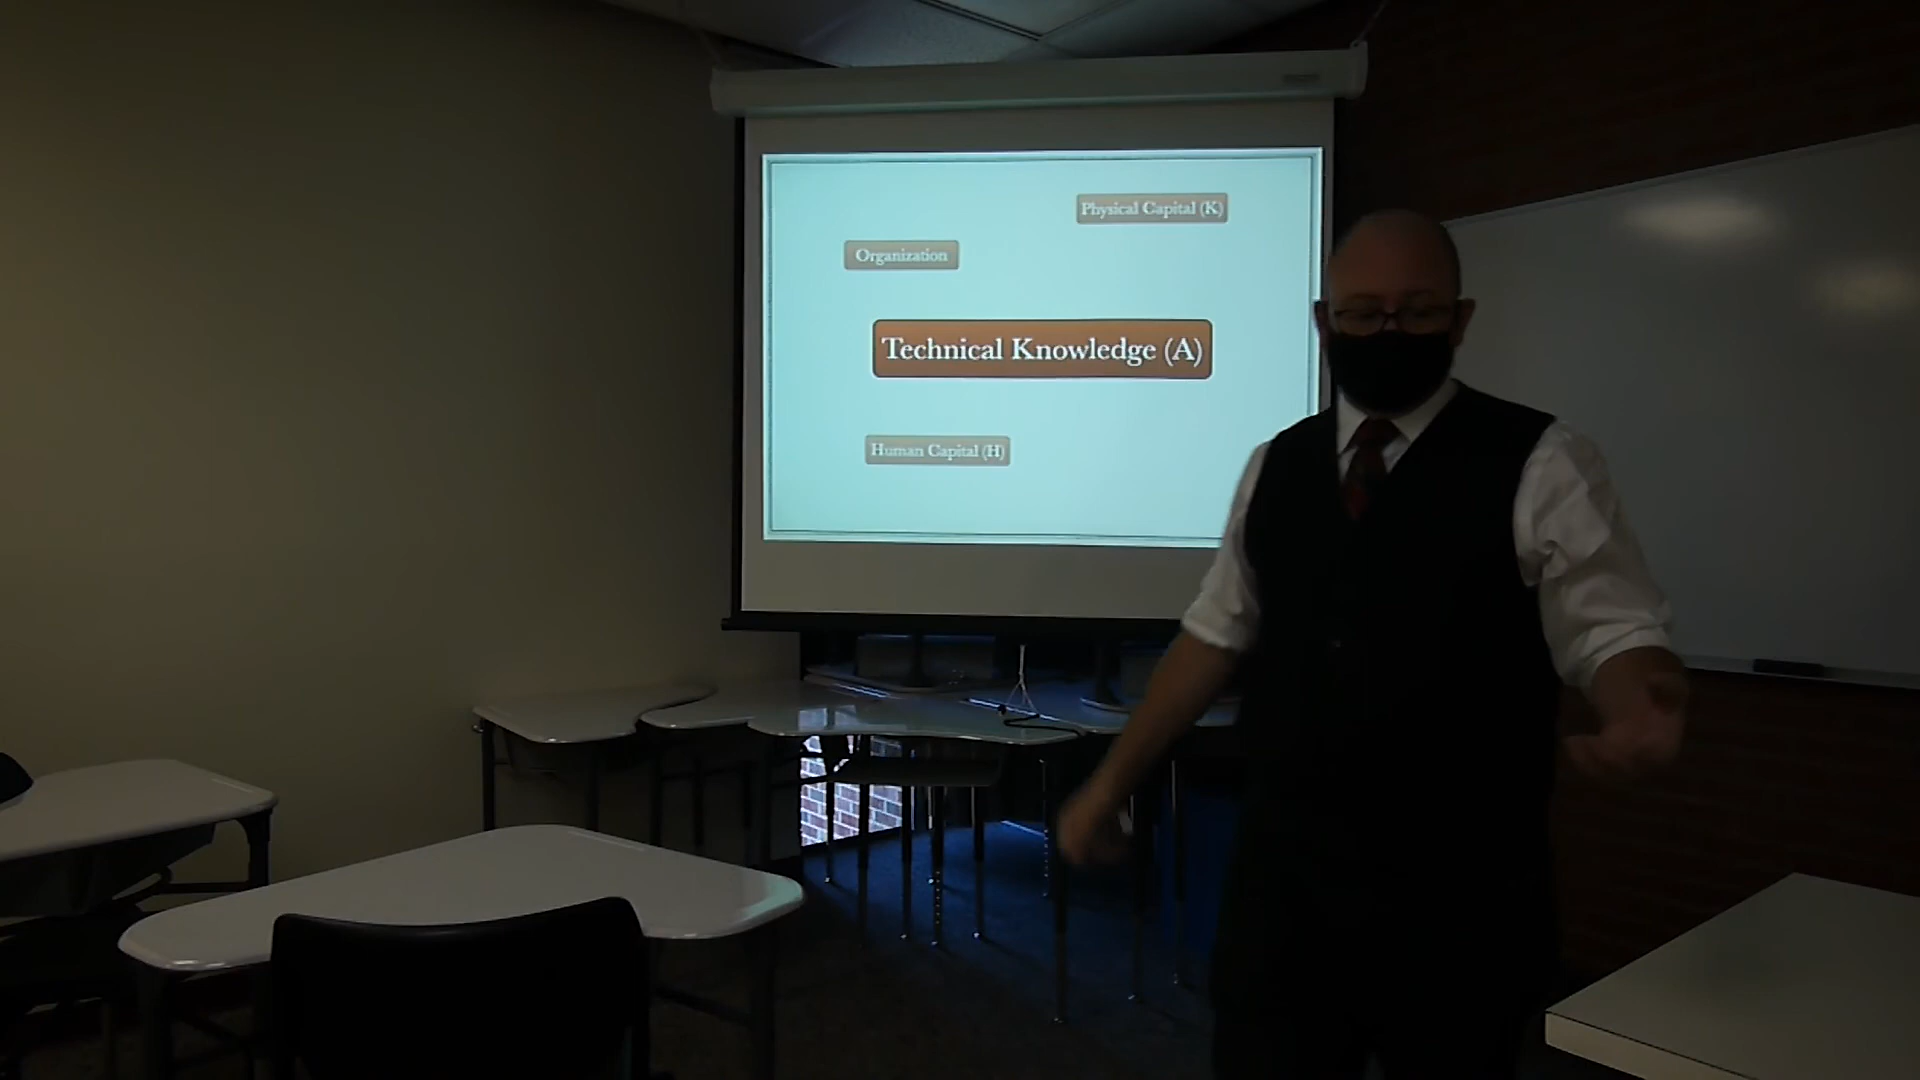 Physical Capital (K)
Organization
Technical Knowledge (A)
Human Capital (H)